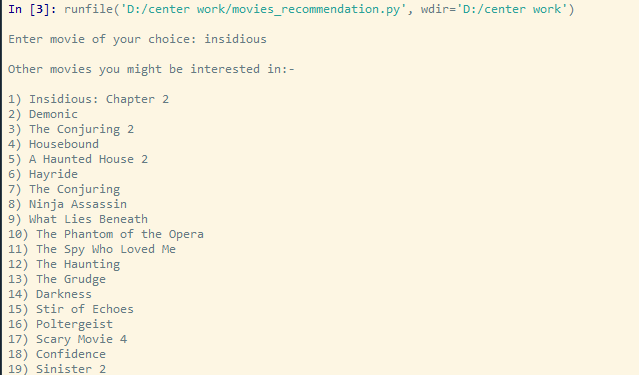 In [3]: runfile('D:/center work/movies_recommendation.py', wdir='D:/center work')
Enter movie of your choice: insidious
Other movies you might be interested in:-
1) Insidious: Chapter 2
2) Demonic
3) The Conjuring 2
4) Housebound
5) A Haunted House 2
6) Hayride
7) The Conjuring
8) Ninja Assassin
9) What Lies Beneath
10) The Phantom of the Opera
11) The Spy Who Loved Me
12) The Haunting
13) The Grudge
14) Darkness
15) Stir of Echoes
16) Poltergeist
17) Scary Movie 4
18) Confidence
19) Sinister 2